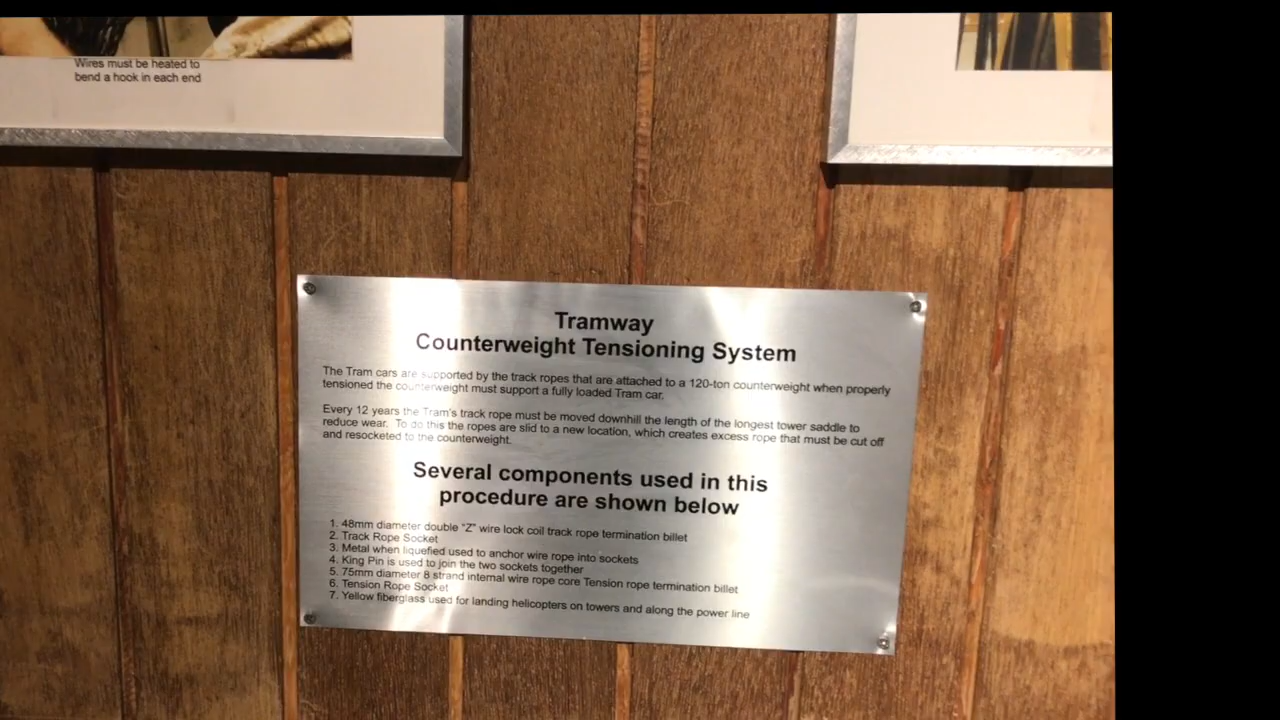 Wires must be heated to
bend a hook in each end
Tramway
Counterweight Tensioning System
The Tram cars are supported by the track ropes that are attached to a 120-ton counterweight when properly
tensioned the counterweight must support a fully loaded Tram car.
Every 12 years the Tram's track rope must be moved downhill the length of the longest tower saddle to
reduce wear. To do this the ropes are slid to a new location, which creates excess rope that must be cut off
and resocketed to the counterweight.
Several components used in this
procedure are shown below
1. 48mm diameter double "Z" wire lock coil track rope termination billet
2. Track Rope Socket
3. Metal when liquefied used to anchor wire rope into sockets
4. King Pin is used to join the two sockets together
5. 75mm diameter 8 strand internal wire rope core Tension rope termination billet
6. Tension Rope Socket
7. Yellow fiberglass used for landing helicopters on towers and along the power line